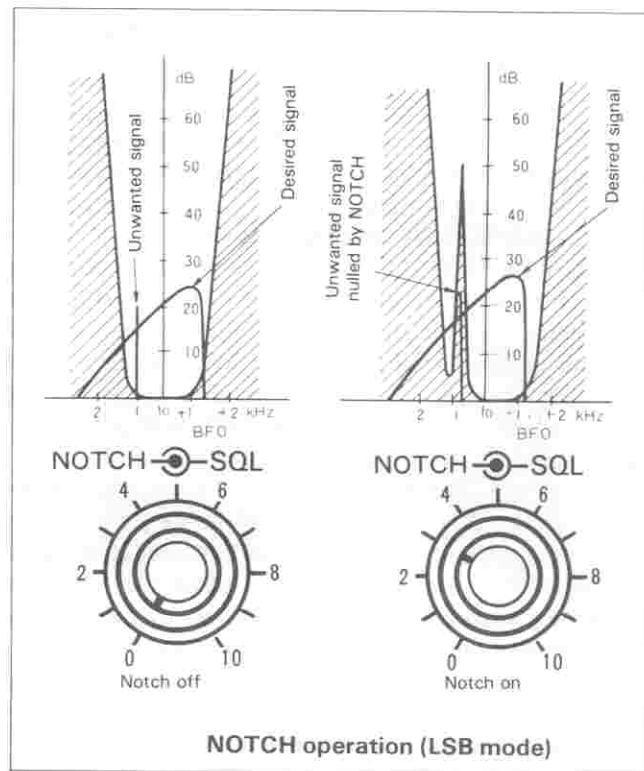 dB
60
50
40
30
20
10
Unwanted signal
Desired signal
2 1 fo +1 +2 kHz
BFO
NOTCH SQL
0 2 4 6 8 10
Notch off
dB
60
50
40
30
20
10
Unwanted signal
nulled by NOTCH
Desired signal
2 1 fo +1 +2 kHz
BFO
NOTCH SQL
0 2 4 6 8 10
Notch on
NOTCH operation (LSB mode)